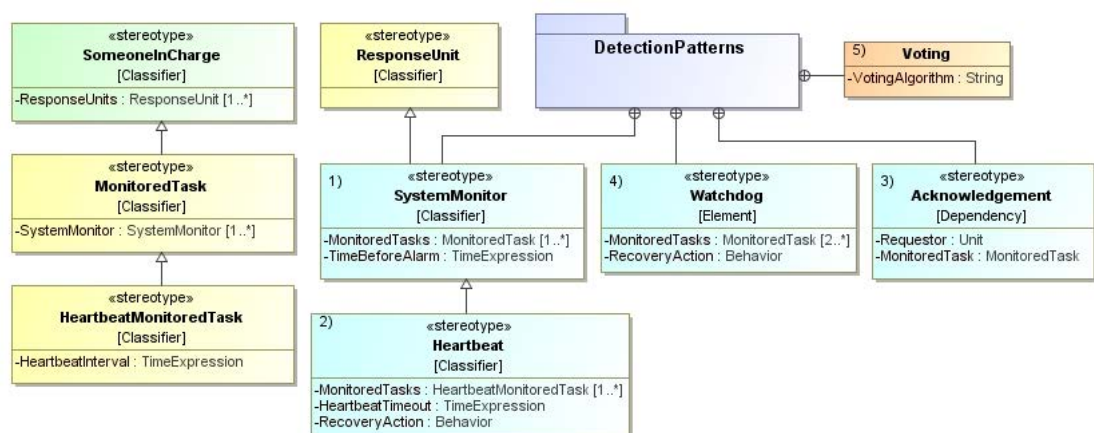 «stereotype»
SomeoneInCharge
[Classifier]
-ResponseUnits : ResponseUnit [1..*]
«stereotype»
MonitoredTask
[Classifier]
-SystemMonitor : SystemMonitor [1..*]
«stereotype»
HeartbeatMonitoredTask
[Classifier]
-HeartbeatInterval : TimeExpression
«stereotype»
ResponseUnit
[Classifier]
DetectionPatterns
5)
Voting
-VotingAlgorithm : String
1)
«stereotype»
SystemMonitor
[Classifier]
-MonitoredTasks : MonitoredTask [1..*]
-TimeBeforeAlarm : TimeExpression
4)
«stereotype»
Watchdog
[Element]
-MonitoredTasks : MonitoredTask [2..*]
-RecoveryAction : Behavior
3)
«stereotype»
Acknowledgement
[Dependency]
-Requestor : Unit
-MonitoredTask : MonitoredTask
2)
«stereotype»
Heartbeat
[Classifier]
-MonitoredTasks : HeartbeatMonitoredTask [1..*]
-HeartbeatTimeout : TimeExpression
-RecoveryAction : Behavior